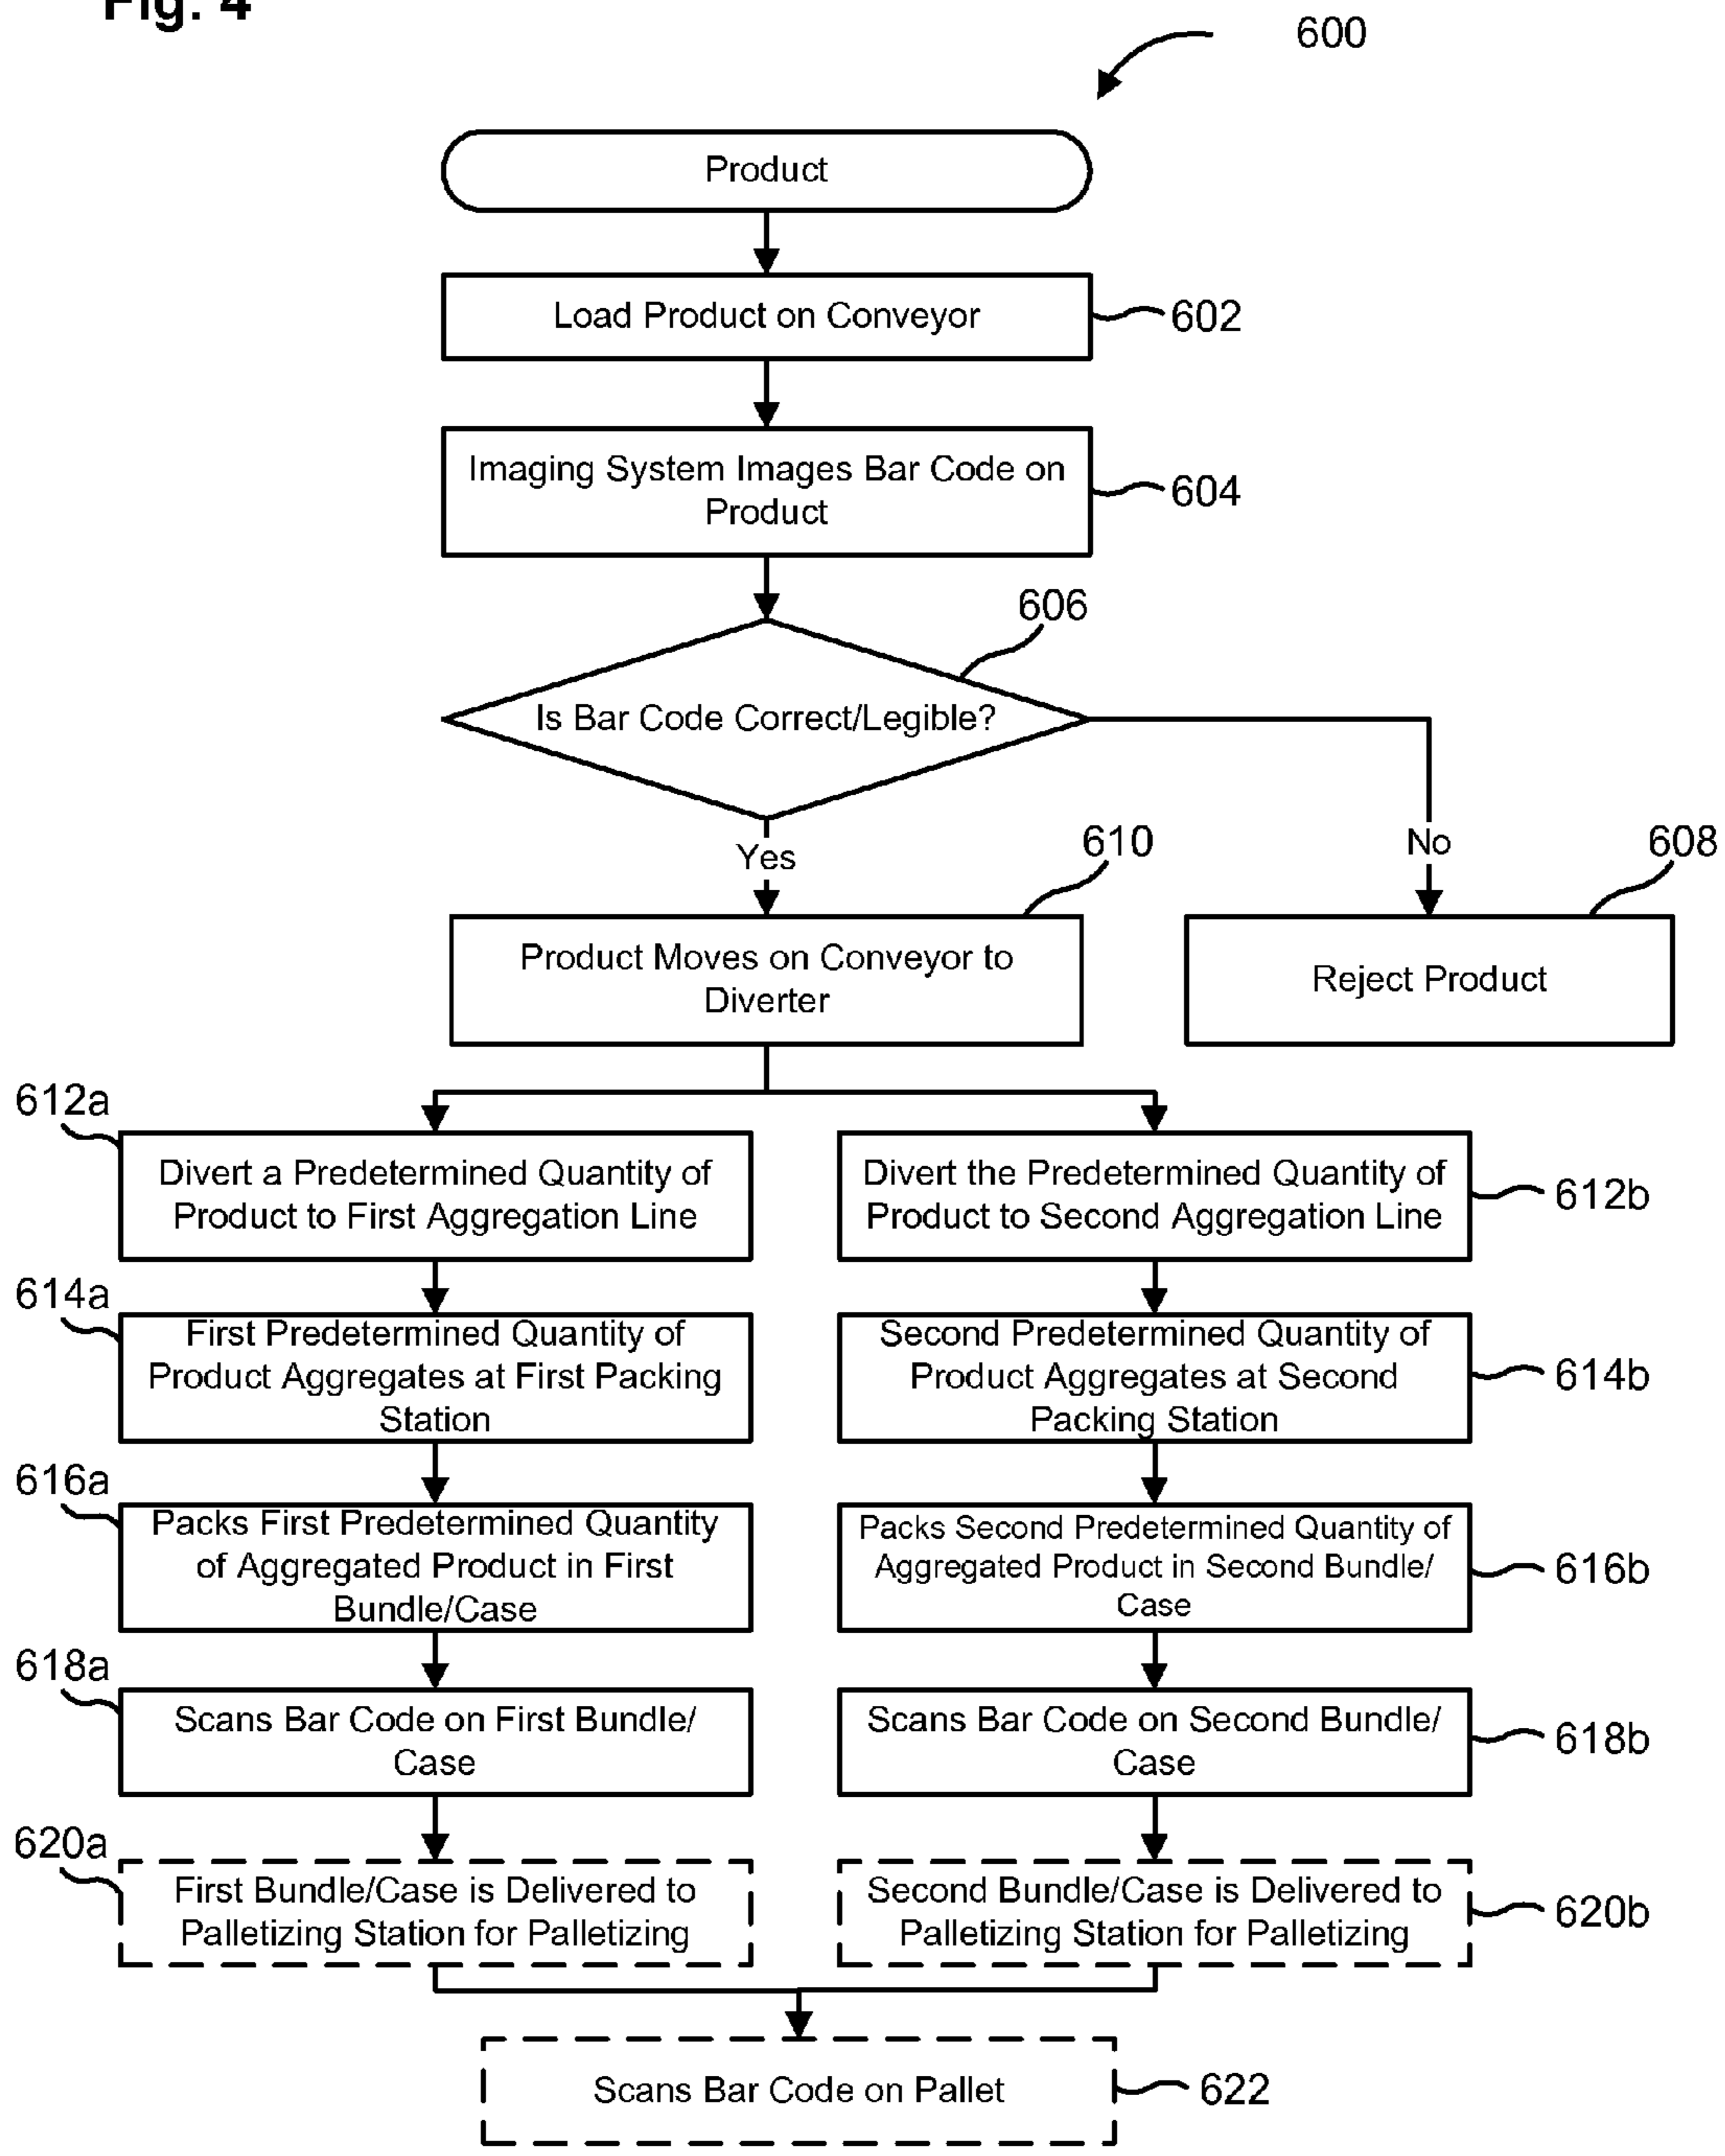 Fig. 4
600
Product
Load Product on Conveyor
602
Imaging System Images Bar Code on
Product
604
606
Is Bar Code Correct/Legible?
Yes
No
610
608
Product Moves on Conveyor to
Diverter
Reject Product
612a
Divert a Predetermined Quantity of
Product to First Aggregation Line
Divert the Predetermined Quantity of
Product to Second Aggregation Line
612b
614a
First Predetermined Quantity of
Product Aggregates at First Packing
Station
Second Predetermined Quantity of
Product Aggregates at Second
Packing Station
614b
616a
Packs First Predetermined Quantity
of Aggregated Product in First
Bundle/Case
Packs Second Predetermined Quantity of
Aggregated Product in Second Bundle/
Case
616b
618a
Scans Bar Code on First Bundle/
Case
Scans Bar Code on Second Bundle/
Case
618b
620a
First Bundle/Case is Delivered to
Palletizing Station for Palletizing
Second Bundle/Case is Delivered to
Palletizing Station for Palletizing
620b
Scans Bar Code on Pallet
622